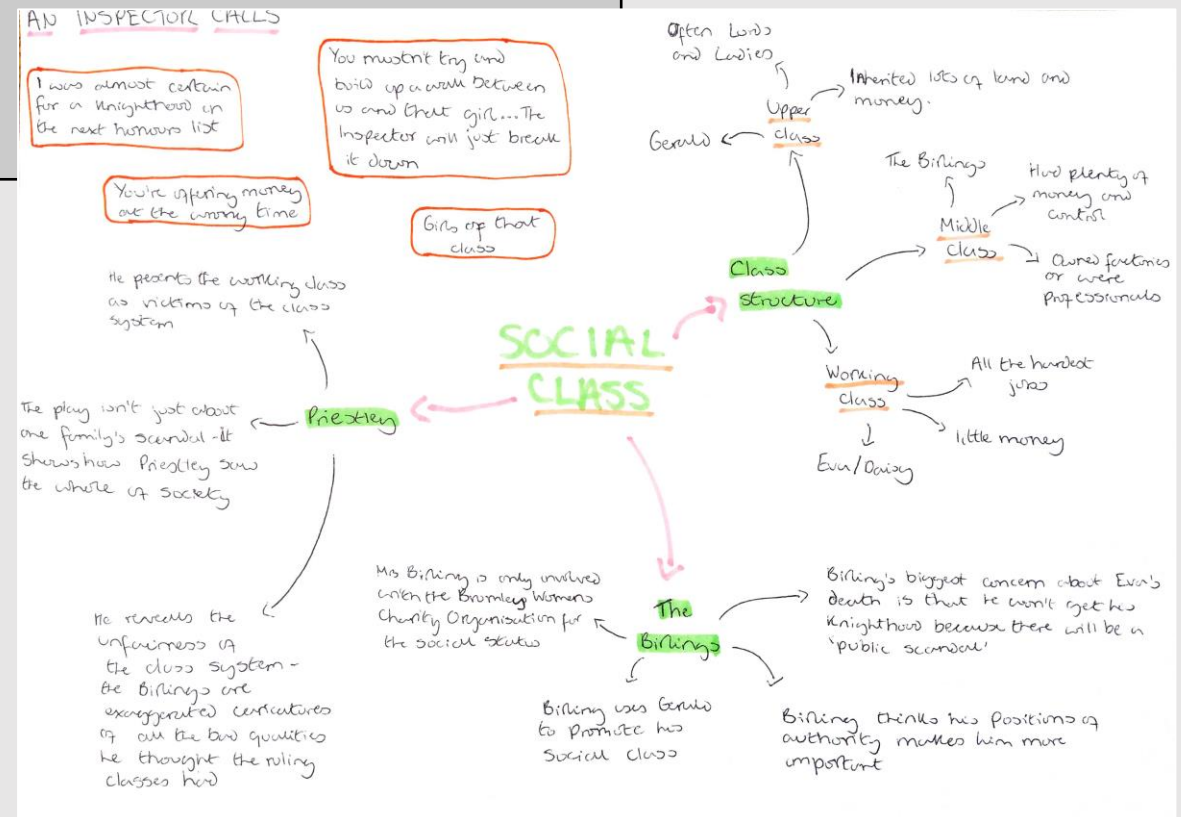 AN INSPECTOR CALLS
I was almost certain
for a Knighthood in
the next honours list
You mustn't try and
build up a wall between
us and that girl...The
Inspector will just break
it down
You're offering money
at the wrong time
Girls of that
class
SOCIAL
CLASS
Class
structure
Upper
class
Often Lords
and Ladies
Inherited lots of land and
money.
Gerald
Middle
Class
The Birlings
Had plenty of
money and
control
Owned factories
or were
professionals
Working
Class
All the hardest
jobs
little money
Eva/Daisy
Priestley
He pesents the working class
as victims of the class
system
The play isn't just about
one family's scandal - it
shows how Priestley saw
the whole of society
He reveals the
unfairness of
the class system -
the Birlings are
exaggerated caricatures
of all the bad qualities
he thought the ruling
classes had
The
Birlings
Mrs Birling is only involved
with the Brumley Womens
Charity Organisation for
the social status
Birling's biggest concern about Eva's
death is that he won't get his
Knighthood because there will be a
'public scandal'
Birling uses Gerald
to promote his
social class
Birling thinks his positions of
authority makes him more
important